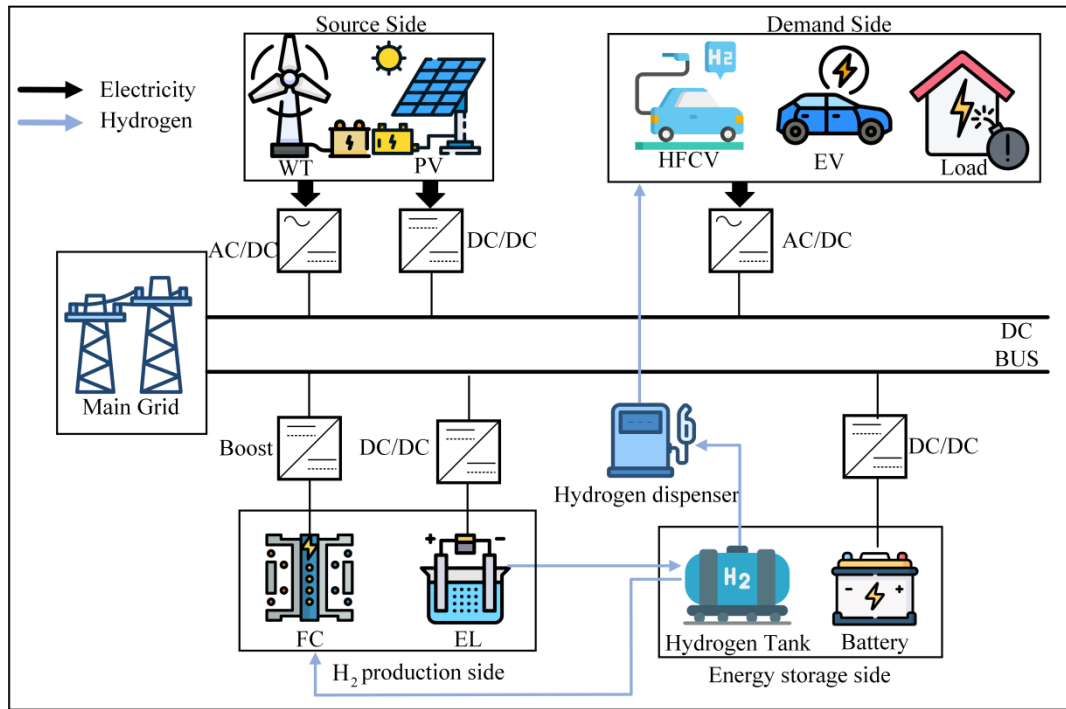 Source Side
Demand Side
Electricity
Hydrogen
WT
PV
H2
HFCV
EV
Load
AC/DC
DC/DC
AC/DC
Main Grid
DC
BUS
Boost
DC/DC
DC/DC
Hydrogen dispenser
+ -
H2
- +
FC
EL
Hydrogen Tank
Battery
H2 production side
Energy storage side